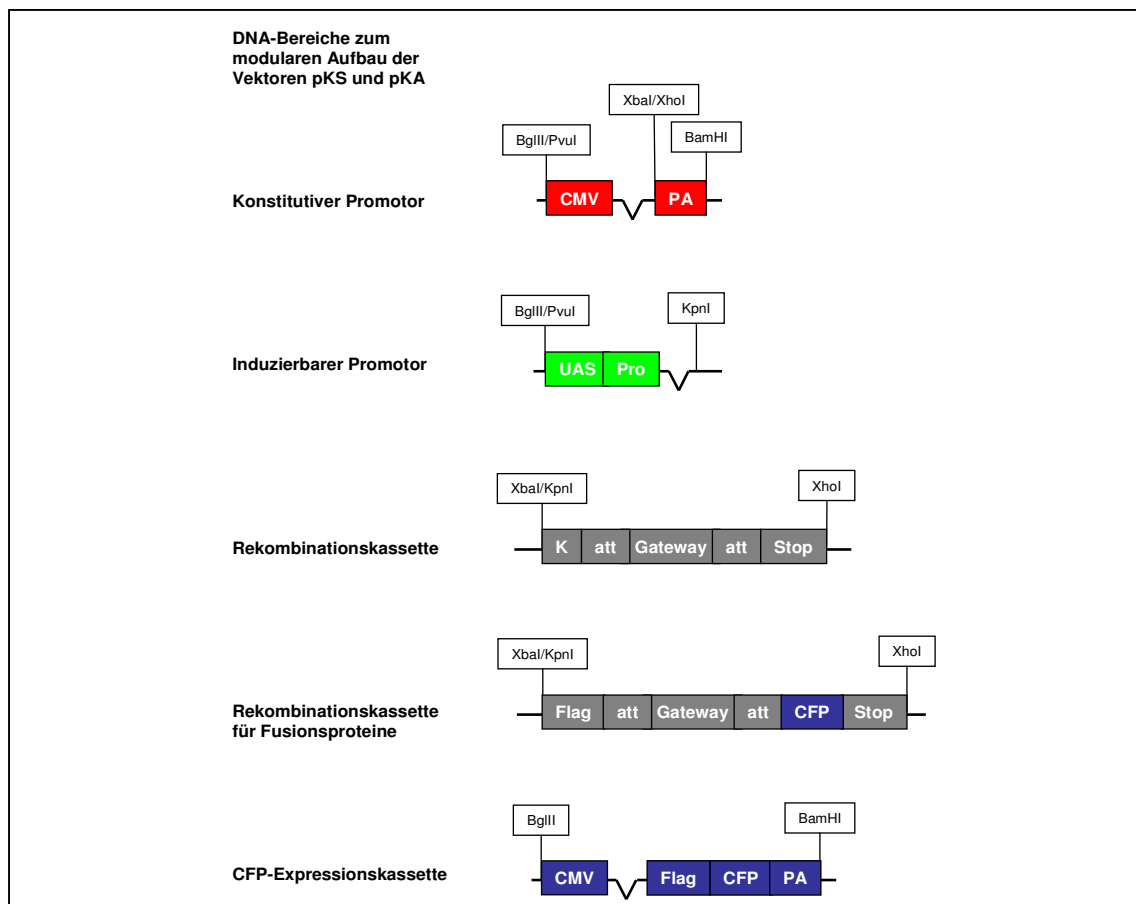 DNA-Bereiche zum
modularen Aufbau der
Vektoren pKS und pKA
XbaI/XhoI
BglII/PvuI
BamHI
Konstitutiver Promotor
CMV
PA
BglII/PvuI
KpnI
Induzierbarer Promotor
UAS
Pro
XbaI/KpnI
XhoI
Rekombinationskassette
K
att
Gateway
att
Stop
XbaI/KpnI
XhoI
Rekombinationskassette
für Fusionsproteine
Flag
att
Gateway
att
CFP
Stop
BglII
BamHI
CFP-Expressionskassette
CMV
Flag
CFP
PA